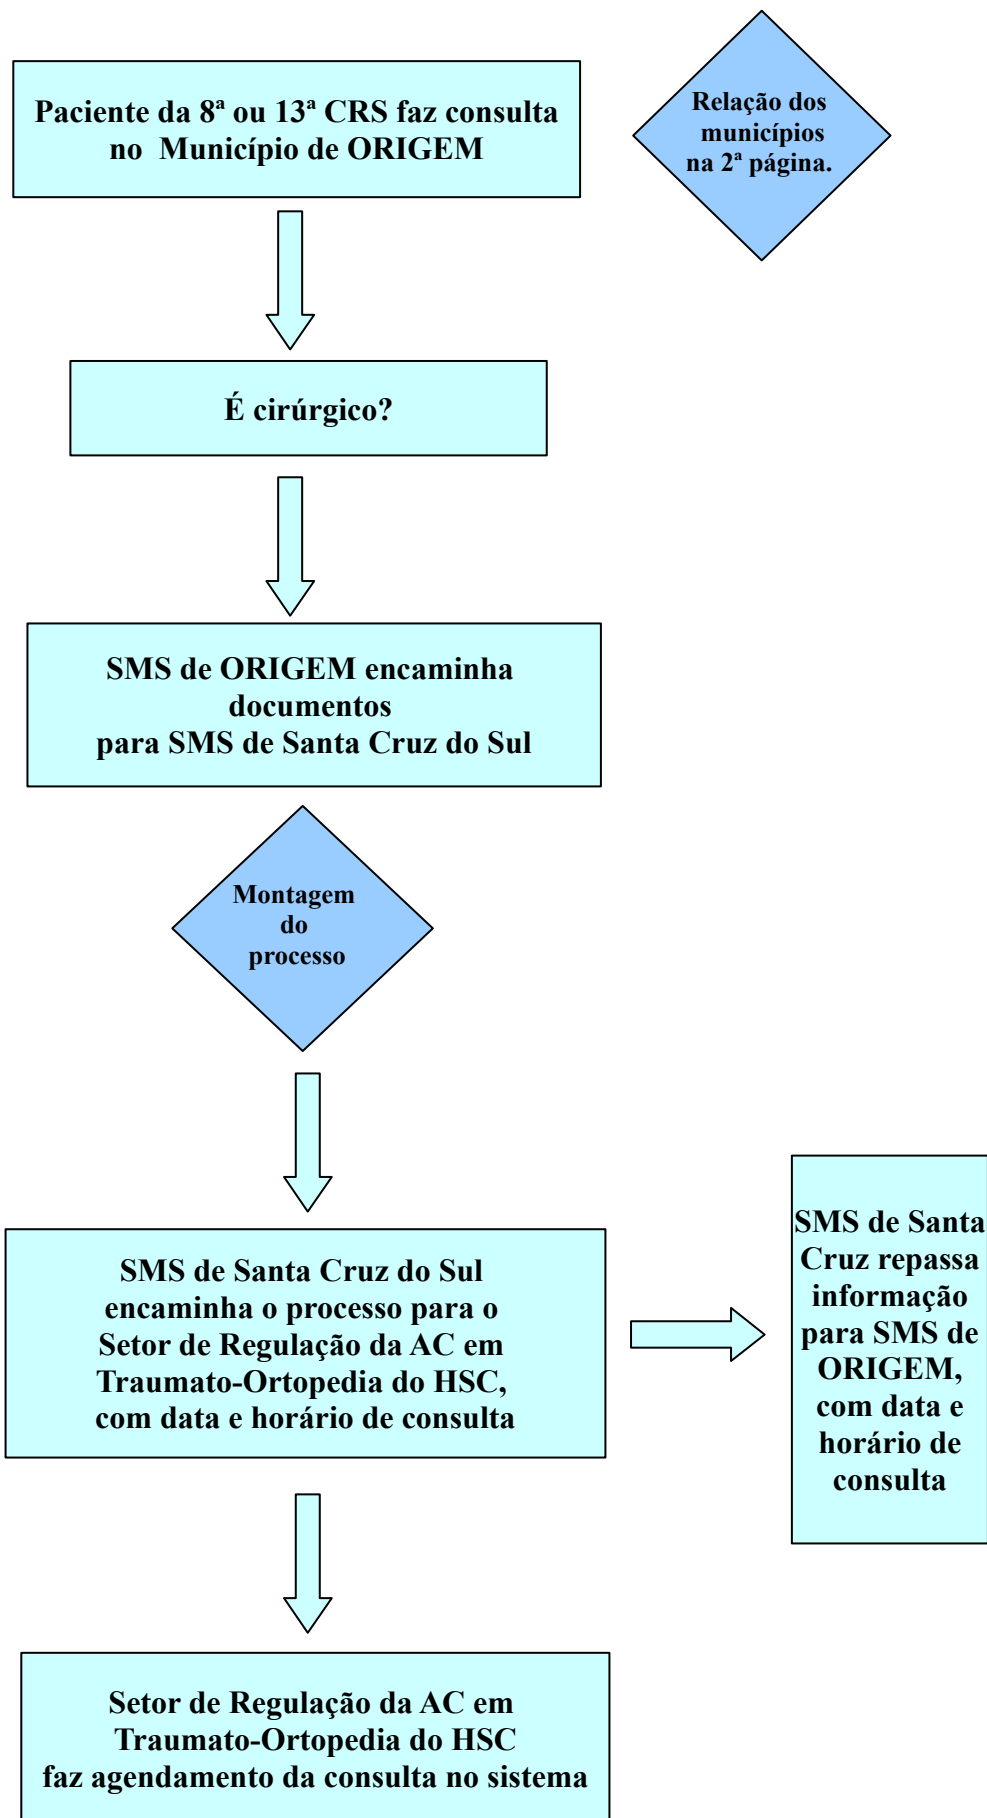 Paciente da 8ª ou 13ª CRS faz consulta
no Município de ORIGEM
Relação dos
municípios
na 2ª página.
É cirúrgico?
SMS de ORIGEM encaminha
documentos
para SMS de Santa Cruz do Sul
Montagem
do
processo
SMS de Santa Cruz do Sul
encaminha o processo para o
Setor de Regulação da AC em
Traumato-Ortopedia do HSC,
com data e horário de consulta
SMS de Santa
Cruz repassa
informação
para SMS de
ORIGEM,
com data e
horário de
consulta
Setor de Regulação da AC em
Traumato-Ortopedia do HSC
faz agendamento da consulta no sistema